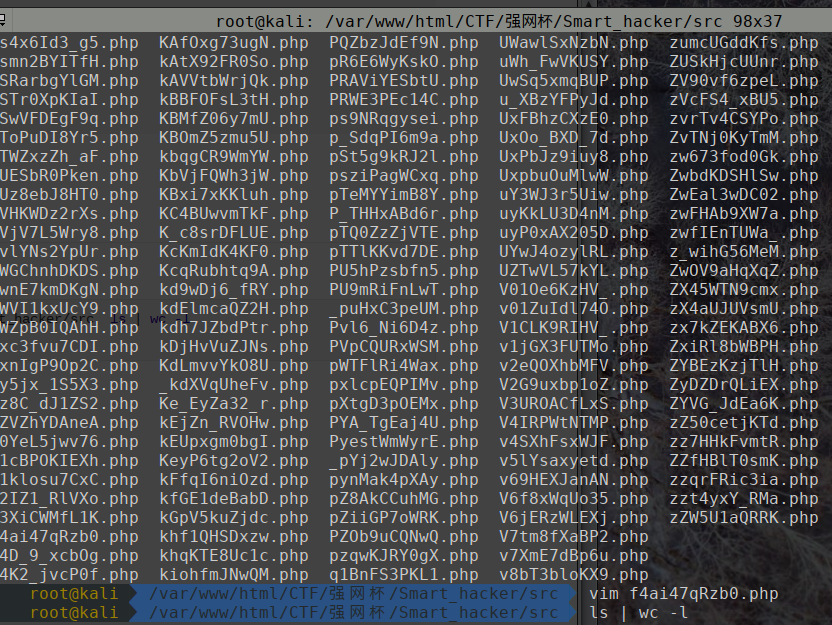 root@kali: /var/www/html/CTF/强网杯/Smart_hacker/src 98x37
s4x6Id3_g5.php KAfOxg73ugN.php PQZbzJdEf9N.php UWawlSxNzbN.php zumcUGddKfs.php
smn2BYITfH.php kAtX92FR0So.php pR6E6WyKskO.php uWh_FwVKUSY.php ZUSkHjcUUnr.php
SRarbgYlGM.php kAVVtbWrjQk.php PRAViYESbtU.php UwSq5xmqBUP.php ZV90vf6zpeL.php
STr0XpKIaI.php kBBFOFsL3tH.php PRWE3PEc14C.php u_XBzYFPyJd.php zVcFS4_xBU5.php
SwVFDEgF9q.php KBMfZ06y7mU.php ps9NRqgysei.php UxFBhzCXzE0.php zvrTv4CSYPo.php
ToPuDI8Yr5.php KBOmZ5zmu5U.php p_SdqPI6m9a.php UxOo_BXD_7d.php ZvTNj0KyTmM.php
TWZxzZh_aF.php kbqgCR9WmYW.php pSt5g9kRJ2l.php UxPbJz9iuy8.php zw673fod0Gk.php
UESbR0Pken.php KbVjFQWh3jW.php psziPagWCxq.php UxpbuOuMlwW.php ZwbdKDSHlSw.php
Uz8ebJ8HT0.php KBxi7xKKluh.php pTeMYYimB8Y.php uY3WJ3r5Uiw.php ZwEal3wDC02.php
VHKWDz2rXs.php KC4BUwvmTkF.php P_THHxABd6r.php uyKkLU3D4nM.php zwFHAb9XW7a.php
VjV7L5Wry8.php K_c8srDFLUE.php pTQ0ZzZjVTE.php uyP0xAX205D.php zwfIEnTUWa_.php
vlYNs2YpUr.php KcKmIdK4KF0.php pTTlKKvd7DE.php UYwJ4ozylRL.php z_wihG56MeM.php
WGChnhDKDS.php KcqRubhtq9A.php PU5hPzsbfn5.php UZTwVL57kYL.php ZwOV9aHqXqZ.php
wnE7kmDKgN.php kd9wDj6_fRY.php PU9mRiFnLwT.php V01Oe6KzHV_.php ZX45WTN9cmx.php
WVI1kxUcY9.php kdElmcaQZ2H.php _puHxC3peUM.php v01ZuIdl74O.php zX4aUJUVsmU.php
WZpB0IQAhH.php kdh7JZbdPtr.php Pvl6_Ni6D4z.php V1CLK9RIHV_.php zx7kZEKABX6.php
xc3fvu7CDI.php kDjHvVuZJNs.php PVpCQURxWSM.php v1jGX3FUTMo.php ZxiRl8bWBPH.php
xnIgP9Op2C.php KdLmvvYkO8U.php pWTFlRi4Wax.php v2eQOXhbMFV.php ZYBEzKzjTlH.php
y5jx_1S5X3.php _kdXVqUheFv.php pxlcpEQPIMv.php V2G9uxbp1oZ.php ZyDZDrQLiEX.php
z8C_dJ1ZS2.php Ke_EyZa32_r.php pXtgD3pOEMx.php V3UROACfLxS.php ZYVG_JdEa6K.php
ZVZhYDAneA.php kEjZn_RVOHw.php PYA_TgEaj4U.php V4IRPWtNTMP.php zZ50cetjKTd.php
0YeL5jwv76.php kEUpxgm0bgI.php PyestWmWyrE.php v4SXhFsxWJF.php zz7HHkFvmtR.php
1cBPOKIEXh.php KeyP6tg2oV2.php _pYj2wJDAly.php v5lYsaxyetd.php ZZfHBlT0smK.php
1klosu7CxC.php kFfqI6niOzd.php pynMak4pXAy.php v69HEXJanAN.php zzqrFRic3ia.php
2IZ1_RlVXo.php kfGE1deBabD.php pZ8AkCCuhMG.php V6f8xWqUo35.php zzt4yxY_RMa.php
3XiCWMfL1K.php kGpV5kuZjdc.php pZiiGP7oWRK.php V6jERzWLEXj.php zZW5U1aQRRK.php
4ai47qRzb0.php khf1QHSDxzw.php PZOb9uCQNwQ.php V7tm8fXaBP2.php
4D_9_xcbOg.php khqKTE8Uc1c.php pzqwKJRY0gX.php v7XmE7dBp6u.php
4K2_jvcP0f.php kiohfmJNwQM.php q1BnFS3PKL1.php v8bT3bloKX9.php
root@kali /var/www/html/CTF/强网杯/Smart_hacker/src vim f4ai47qRzb0.php
root@kali /var/www/html/CTF/强网杯/Smart_hacker/src ls | wc -l